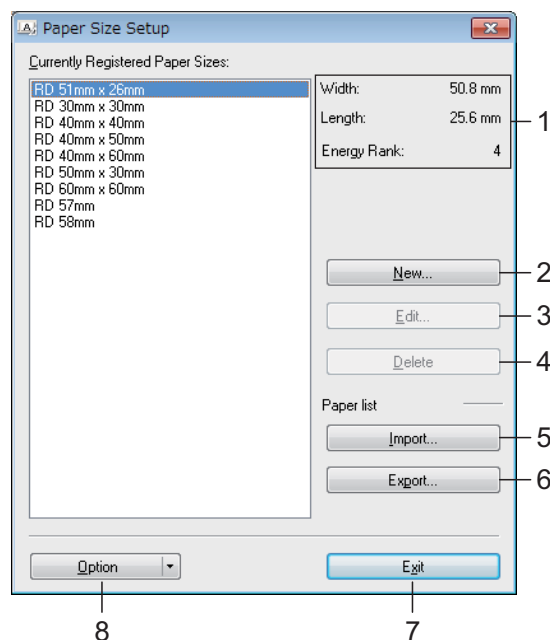 Paper Size Setup
Currently Registered Paper Sizes:
RD 51mm x 26mm
RD 30mm x 30mm
RD 40mm x 40mm
RD 40mm x 50mm
RD 40mm x 60mm
RD 50mm x 30mm
RD 60mm x 60mm
RD 57mm
RD 58mm
Width: 50.8 mm
Length: 25.6 mm
Energy Rank: 4
1
New... 2
Edit... 3
Delete 4
Paper list
Import... 5
Export... 6
Option Exit
8 7